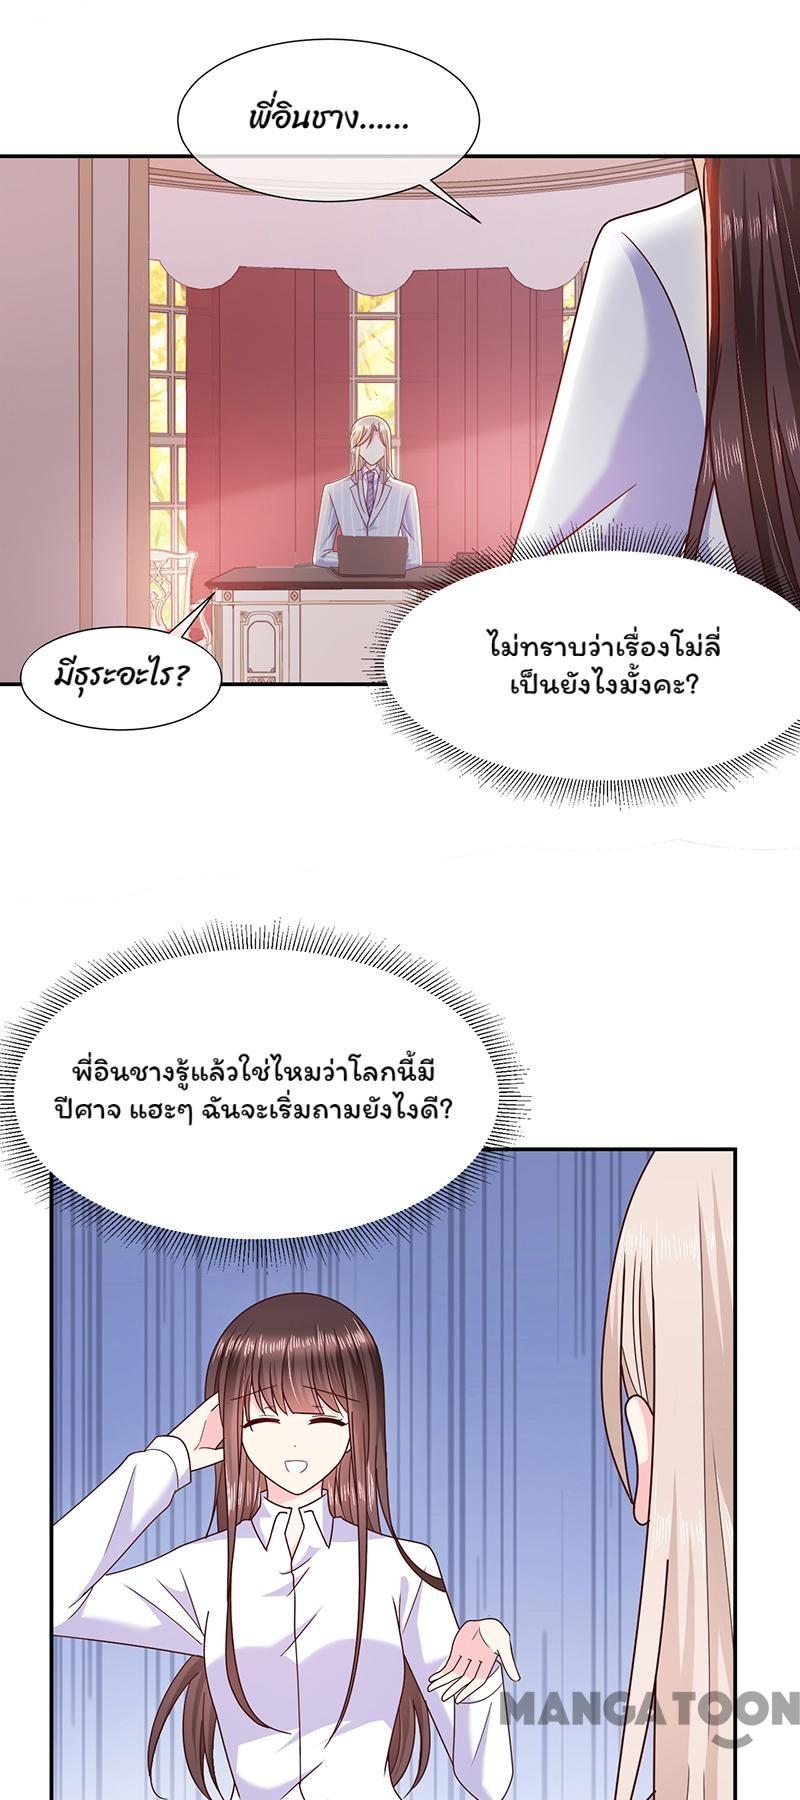 พี่อินชาง......
มีธุระอะไร?
ไม่ทราบว่าเรื่องโม่ลี่
เป็นยังไงมั้งคะ?
พี่อินชางรู้แล้วใช่ไหมว่าโลกนี้มี
ปีศาจ แฮะๆ ฉันจะเริ่มถามยังไงดี?
MANGATOON